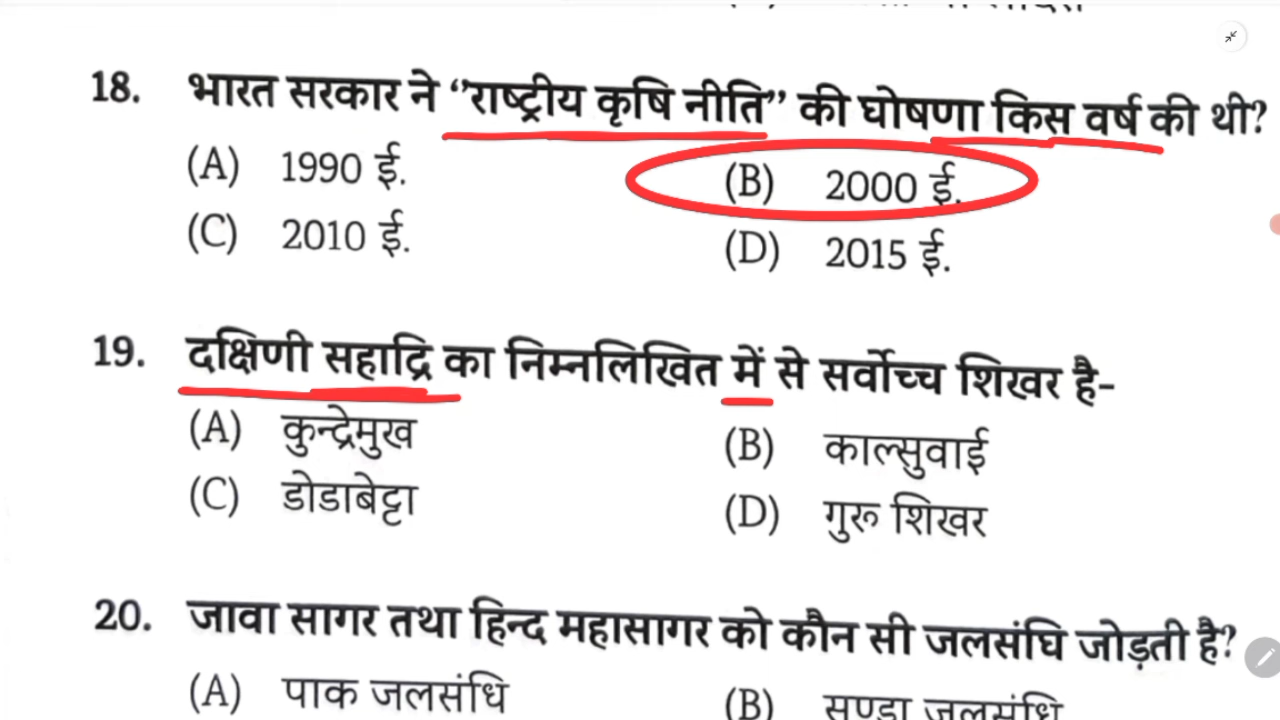 18. भारत सरकार ने "राष्ट्रीय कृषि नीति" की घोषणा किस वर्ष की थी?
(A) 1990 ई. (B) 2000 ई.
(C) 2010 ई. (D) 2015 ई.
19. दक्षिणी सहाद्रि का निम्नलिखित में से सर्वोच्च शिखर है-
(A) कुन्द्रेमुख (B) काल्सुवाई
(C) डोडाबेट्टा (D) गुरू शिखर
20. जावा सागर तथा हिन्द महासागर को कौन सी जलसंघि जोड़ती है?
(A) पाक जलसंधि (B) सुण्डा जलसंधि